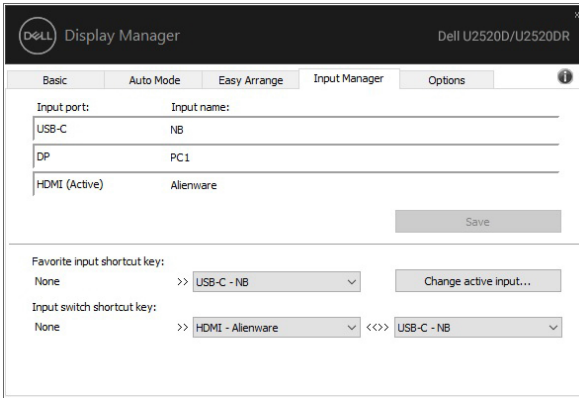 DELL Display Manager Dell U2520D/U2520DR
Basic Auto Mode Easy Arrange Input Manager Options
Input port: Input name:
USB-C NB
DP PC1
HDMI (Active) Alienware
Save
Favorite input shortcut key:
None >> USB-C - NB Change active input...
Input switch shortcut key:
None >> HDMI - Alienware <<>> USB-C - NB